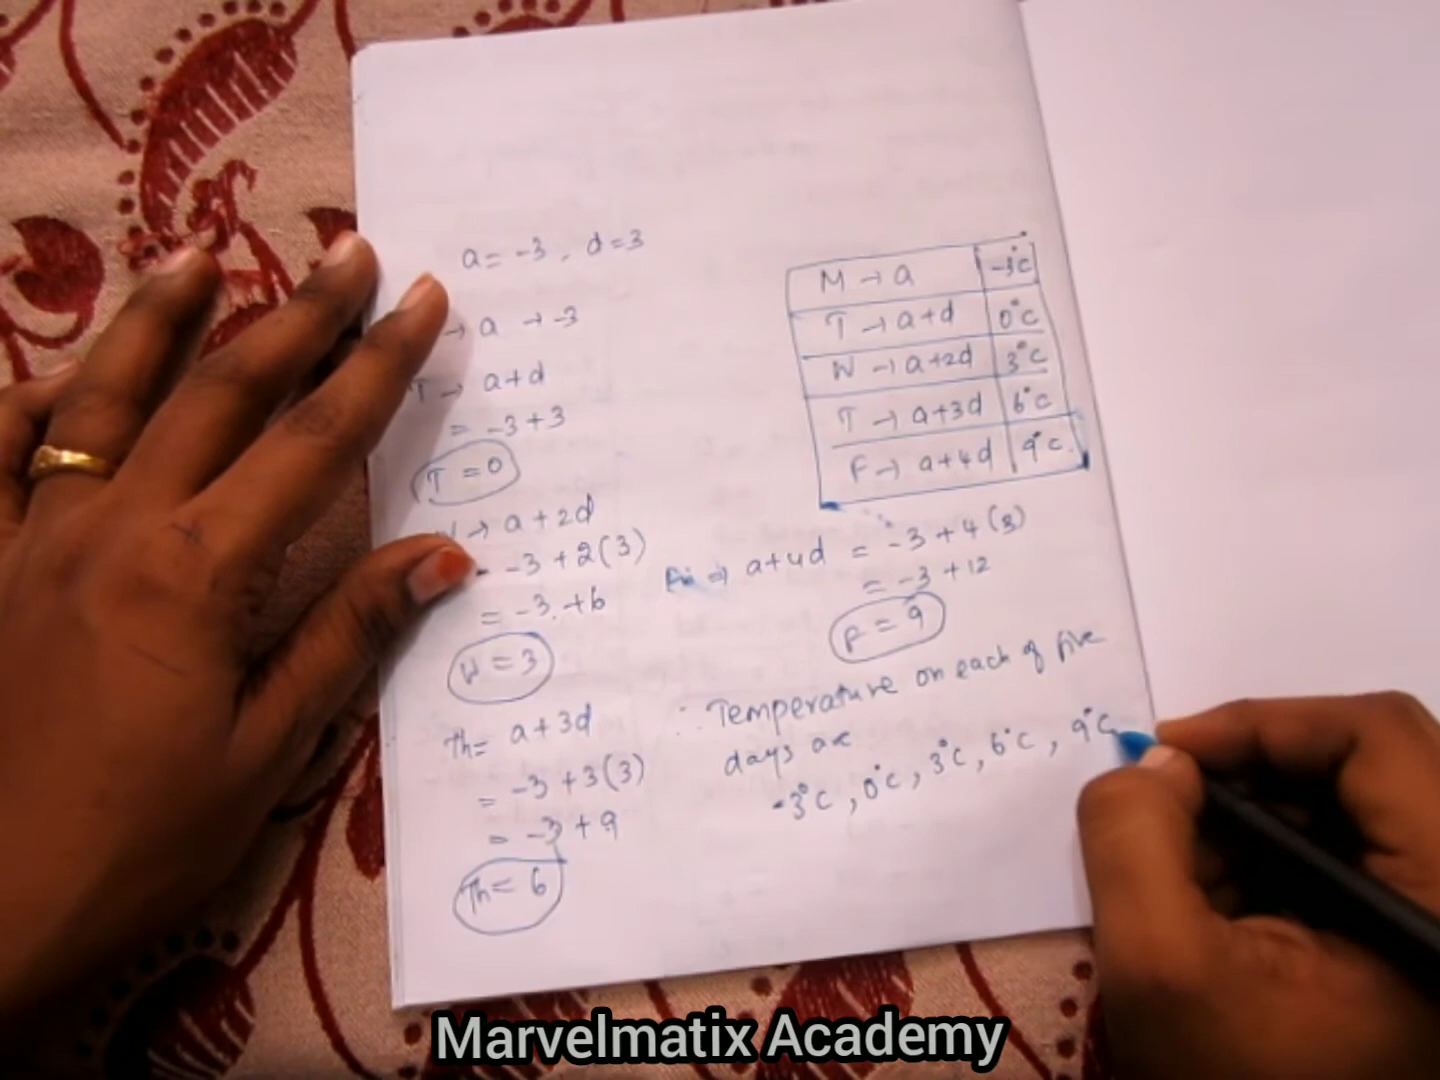 a = -3, d = 3
→ a → -3
T → a+d
= -3+3
T = 0
W → a + 2d
-3 + 2(3)
= -3 + 6
W = 3
Th = a + 3d
= -3 + 3(3)
= -3 + 9
Th = 6
M → a -3°C
T → a+d 0°C
W → a+2d 3°C
T → a+3d 6°C
F → a+4d 9°C
⇒ a+4d = -3 + 4(3)
= -3 + 12
F = 9
∴ Temperature on each of five
days are
-3°C, 0°C, 3°C, 6°C, 9°C
Marvelmatix Academy